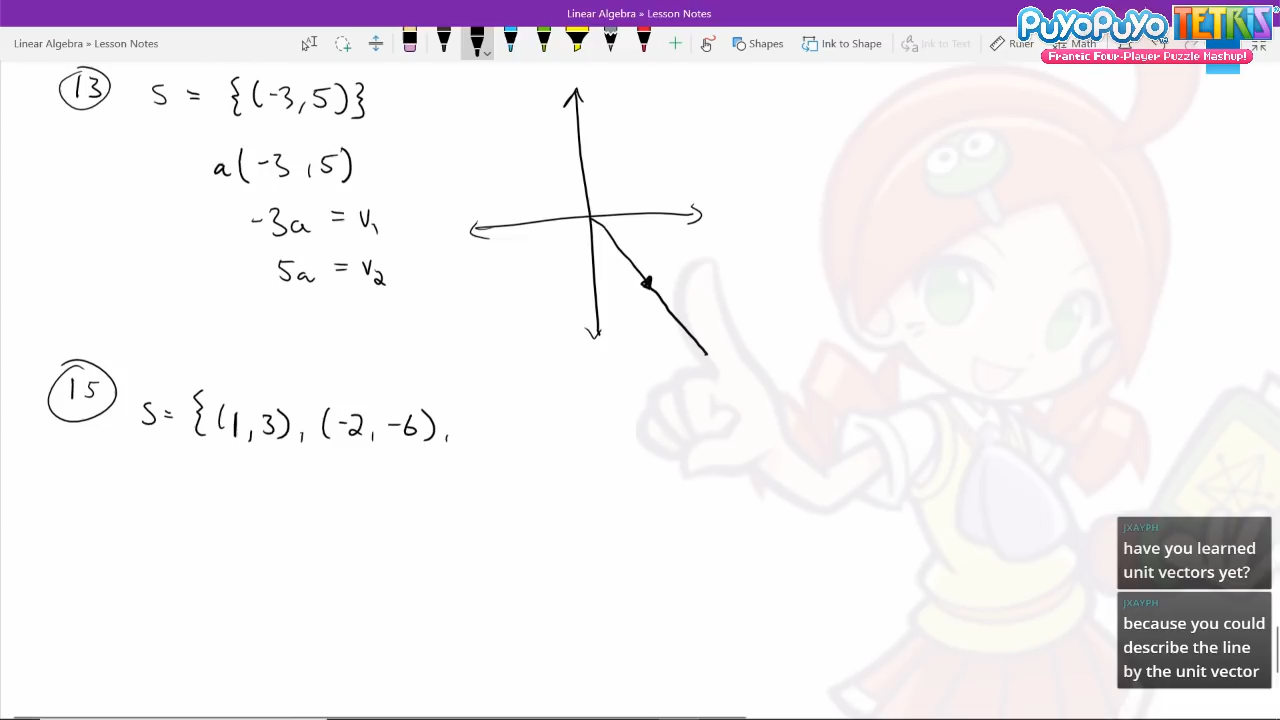 Linear Algebra » Lesson Notes
PUYOPUYO TETRIS
Frantic Four-Player Puzzle Mashup!
Linear Algebra » Lesson Notes
Shapes
Ink to Shape
Ink to Text
Ruler
Math
13 S = {(-3, 5)}
a(-3, 5)
-3a = v₁
5a = v₂
15 S = {(1, 3), (-2, -6),
JXAYPH
have you learned
unit vectors yet?
JXAYPH
because you could
describe the line
by the unit vector